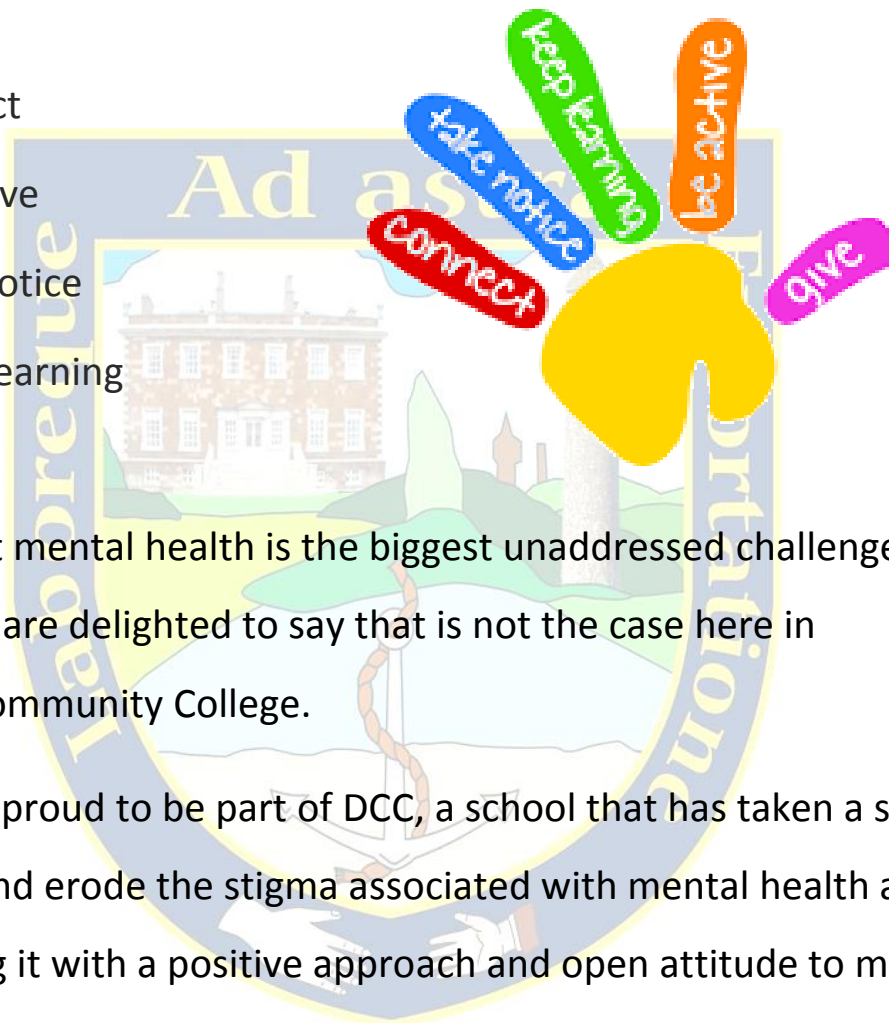 ct
ve
otice
earning
connect
take notice
keep learning
be active
give
Ad astra
Laboreque
t mental health is the biggest unaddressed challenge
are delighted to say that is not the case here in
ommunity College.
proud to be part of DCC, a school that has taken a s
nd erode the stigma associated with mental health a
g it with a positive approach and open attitude to m